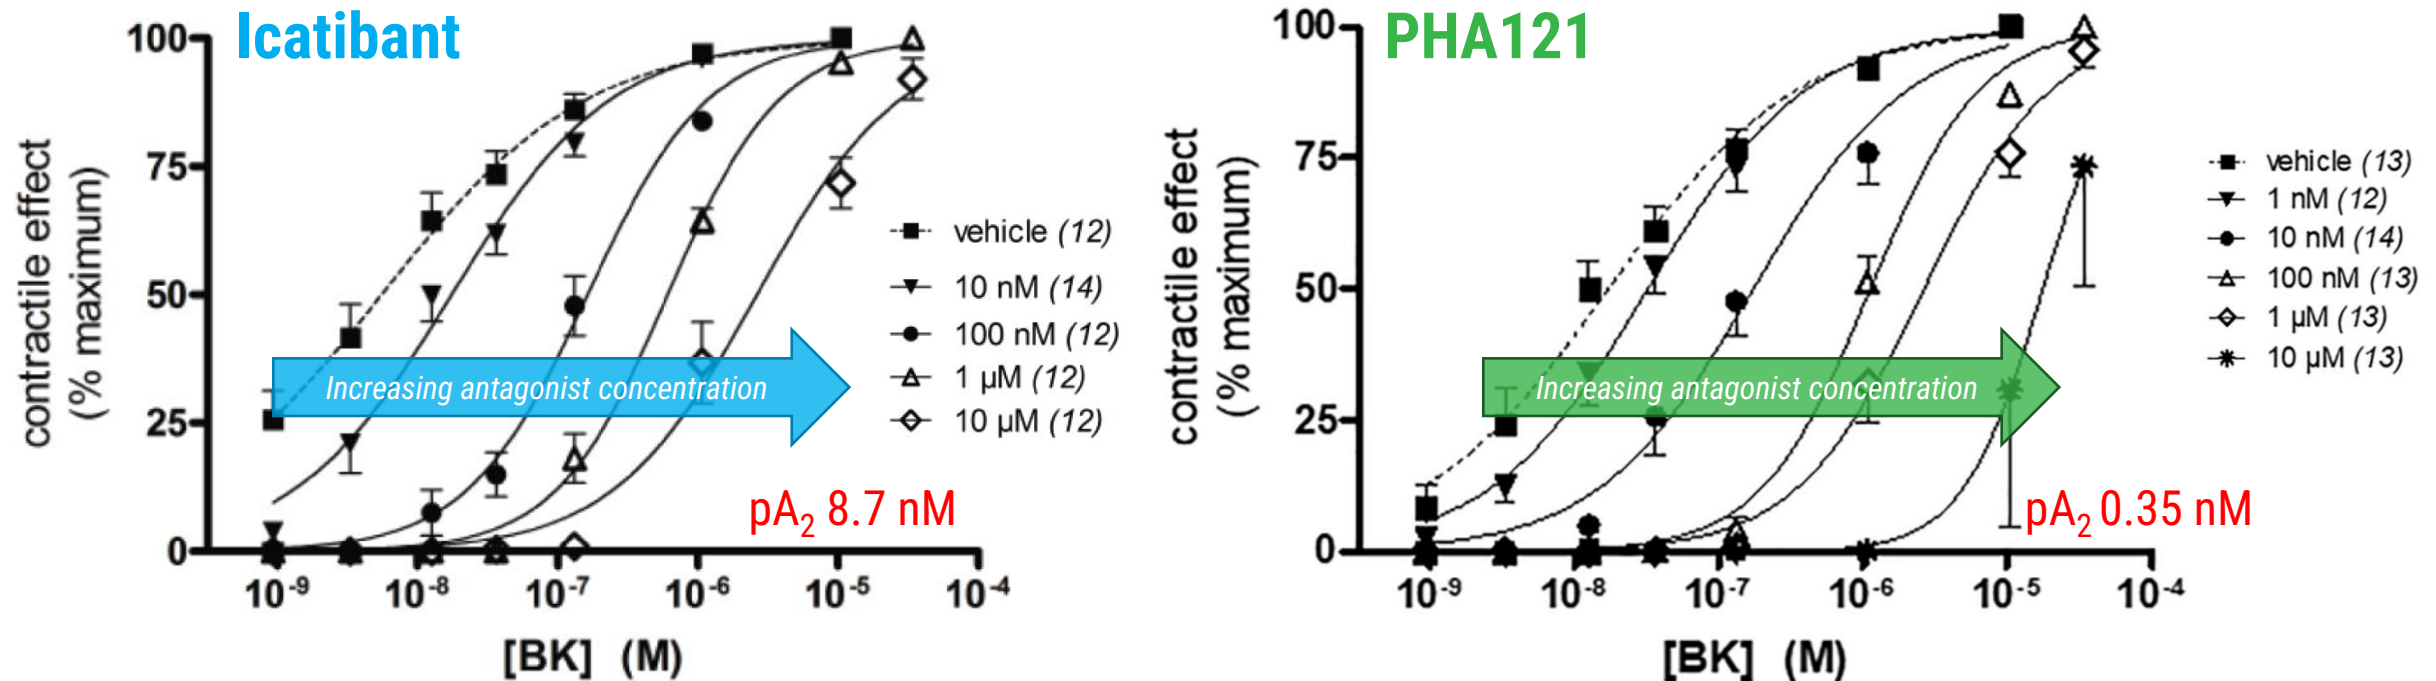 Icatibant
contractile effect
(% maximum)
100
75
50
25
0
10⁻⁹ 10⁻⁸ 10⁻⁷ 10⁻⁶ 10⁻⁵ 10⁻⁴
[BK] (M)
Increasing antagonist concentration
pA₂ 8.7 nM
vehicle (12)
10 nM (14)
100 nM (12)
1 µM (12)
10 µM (12)
PHA121
contractile effect
(% maximum)
100
75
50
25
0
10⁻⁹ 10⁻⁸ 10⁻⁷ 10⁻⁶ 10⁻⁵ 10⁻⁴
[BK] (M)
Increasing antagonist concentration
pA₂ 0.35 nM
vehicle (13)
1 nM (12)
10 nM (14)
100 nM (13)
1 µM (13)
10 µM (13)